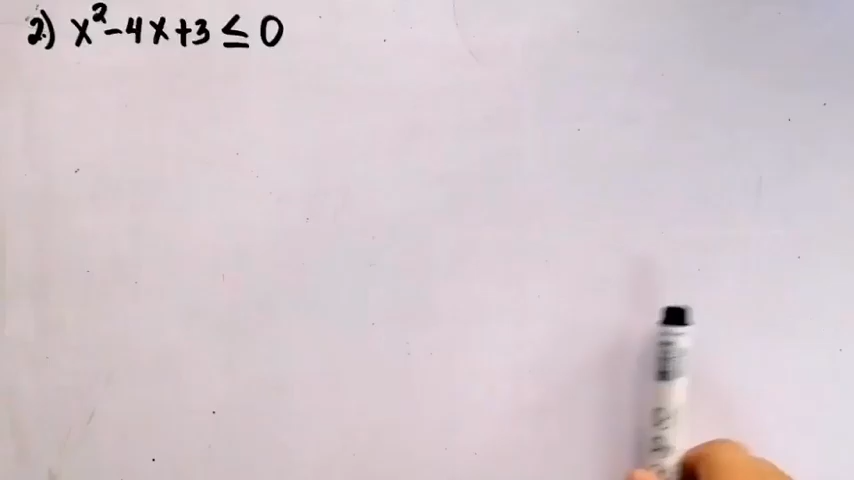 2) x²-4x+3 ≤ 0